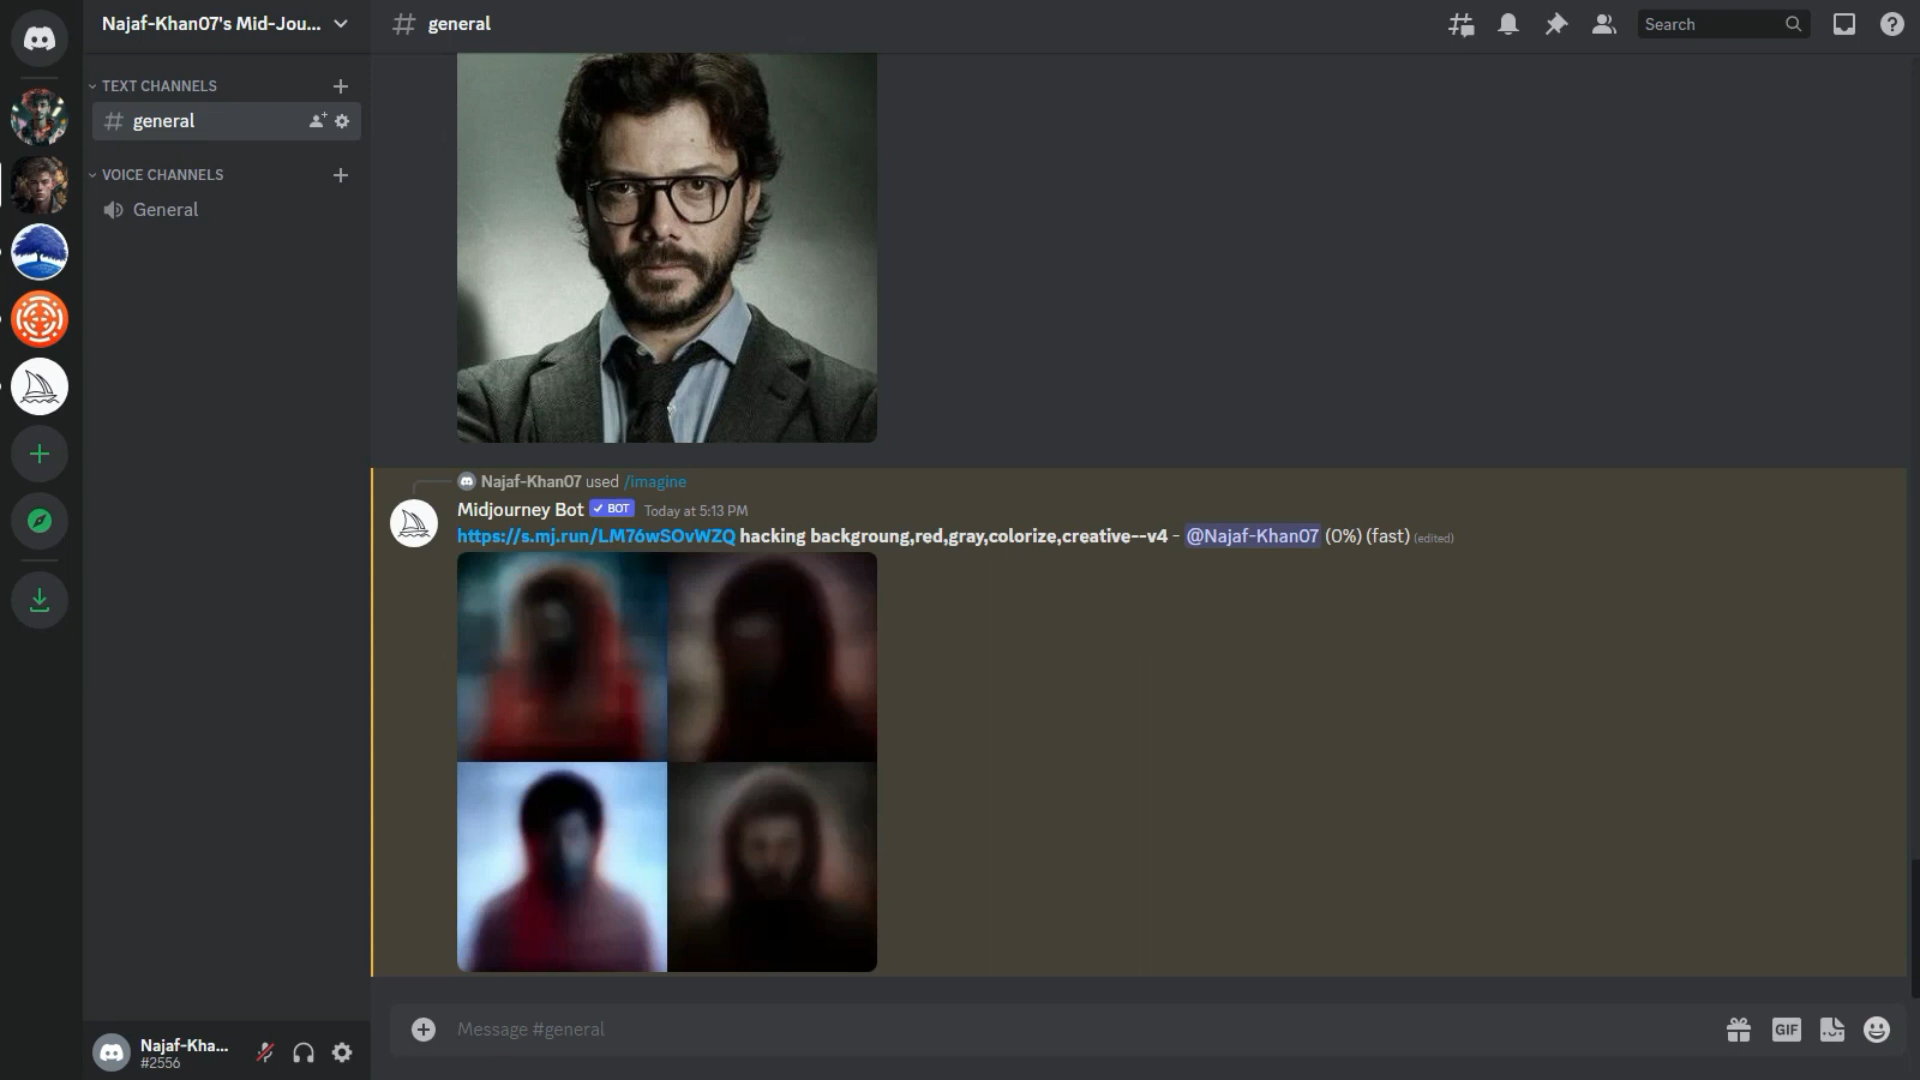 Najaf-Khan07's Mid-Jou...
general
Search
TEXT CHANNELS
general
VOICE CHANNELS
General
Najaf-Khan07 used /imagine
Midjourney Bot BOT Today at 5:13 PM
https://s.mj.run/LM76wSOvWZQ hacking backgroung,red,gray,colorize,creative--v4 - @Najaf-Khan07 (0%) (fast) (edited)
Message #general
GIF
Najaf-Kha...
#2556